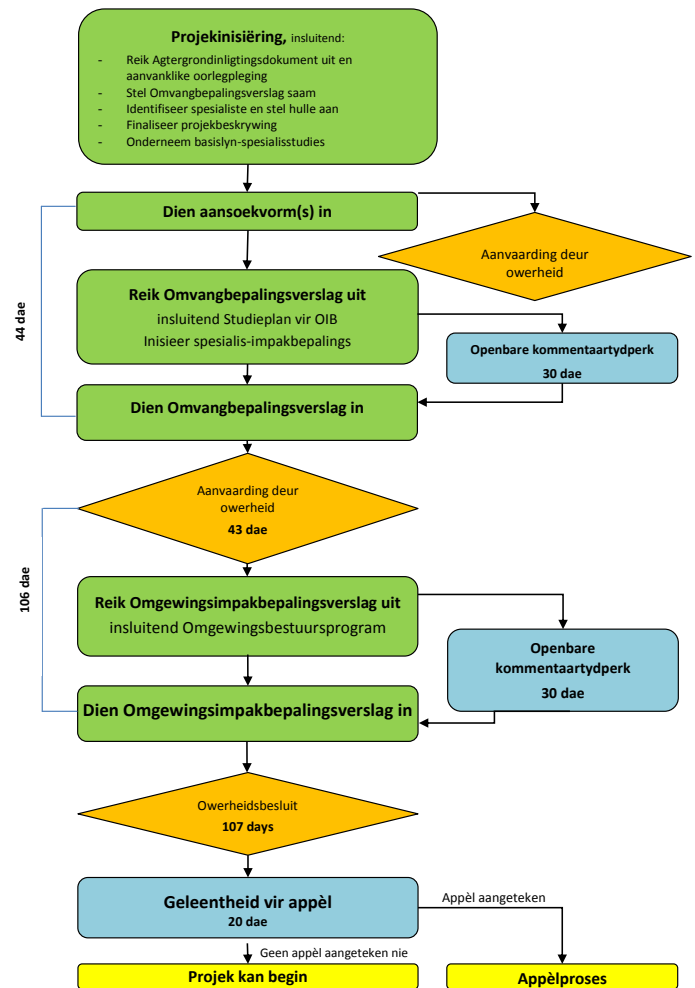 Projekinisiëring, insluitend:
- Reik Agtergrondinligtingsdokument uit en
aanvanklike oorlegpleging
- Stel Omvangbepalingsverslag saam
- Identifiseer spesialiste en stel hulle aan
- Finaliseer projekbeskrywing
- Onderneem basislyn-spesialisstudies
Dien aansoekvorm(s) in
Aanvaarding deur
owerheid
44 dae
Reik Omvangbepalingsverslag uit
insluitend Studieplan vir OIB
Inisieer spesialis-impakbepalings
Openbare kommentaartydperk
30 dae
Dien Omvangbepalingsverslag in
Aanvaarding deur
owerheid
43 dae
106 dae
Reik Omgewingsimpakbepalingsverslag uit
insluitend Omgewingsbestuursprogram
Openbare
kommentaartydperk
30 dae
Dien Omgewingsimpakbepalingsverslag in
Owerheidsbesluit
107 days
Geleentheid vir appèl
20 dae
Appèl aangeteken
Geen appèl aangeteken nie
Projek kan begin
Appèlproses